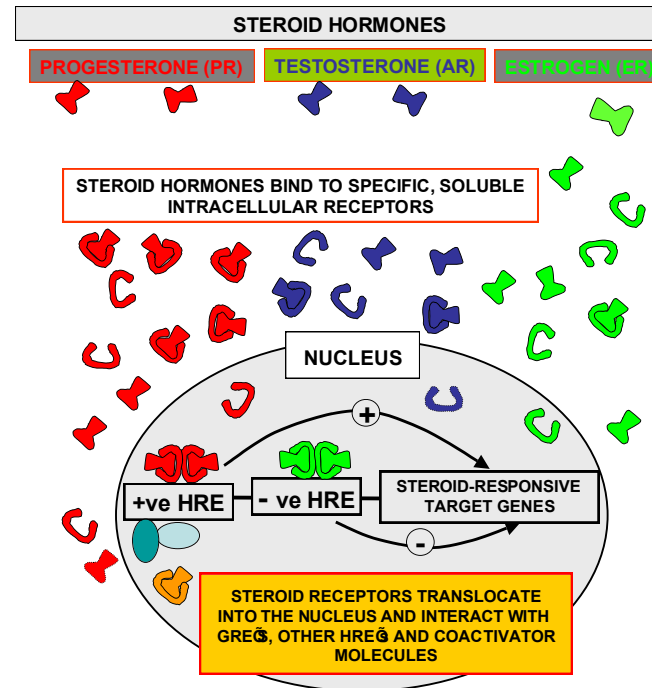 STEROID HORMONES
PROGESTERONE (PR)
TESTOSTERONE (AR)
ESTROGEN (ER)
STEROID HORMONES BIND TO SPECIFIC, SOLUBLE
INTRACELLULAR RECEPTORS
NUCLEUS
+
+ve HRE
- ve HRE
STEROID-RESPONSIVE
TARGET GENES
-
STEROID RECEPTORS TRANSLOCATE
INTO THE NUCLEUS AND INTERACT WITH
GREÕS, OTHER HREÕS AND COACTIVATOR
MOLECULES